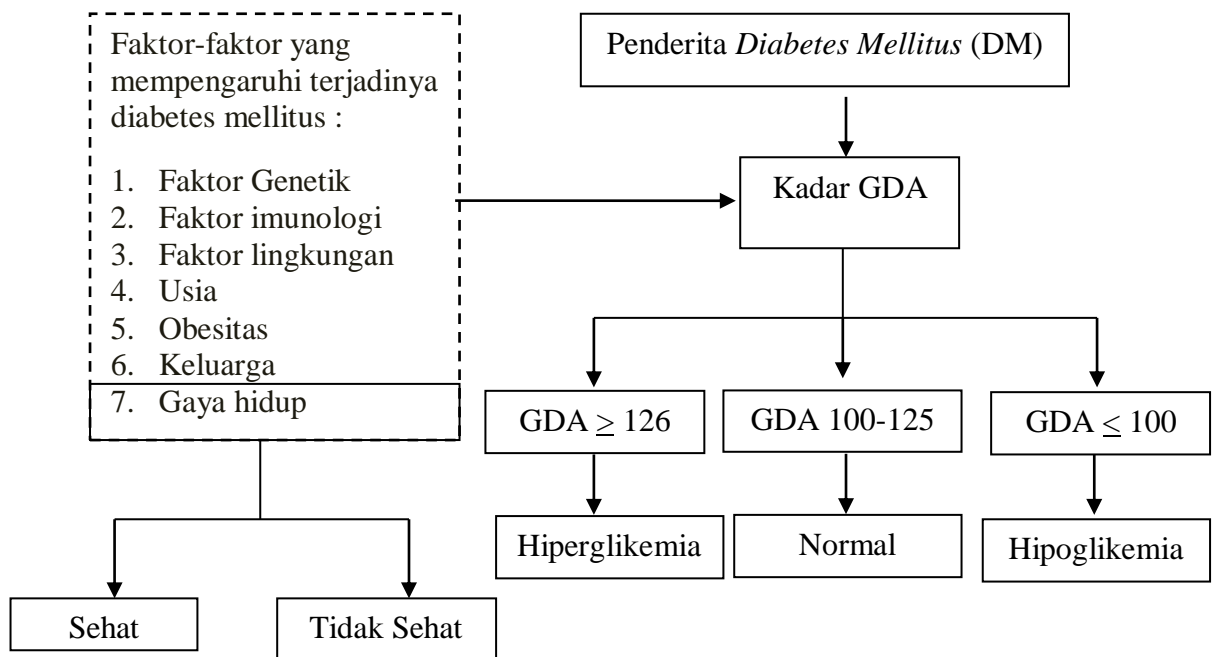 Faktor-faktor yang
mempengaruhi terjadinya
diabetes mellitus :
1. Faktor Genetik
2. Faktor imunologi
3. Faktor lingkungan
4. Usia
5. Obesitas
6. Keluarga
7. Gaya hidup
Penderita Diabetes Mellitus (DM)
Kadar GDA
GDA ≥ 126
GDA 100-125
GDA ≤ 100
Hiperglikemia
Normal
Hipoglikemia
Sehat
Tidak Sehat